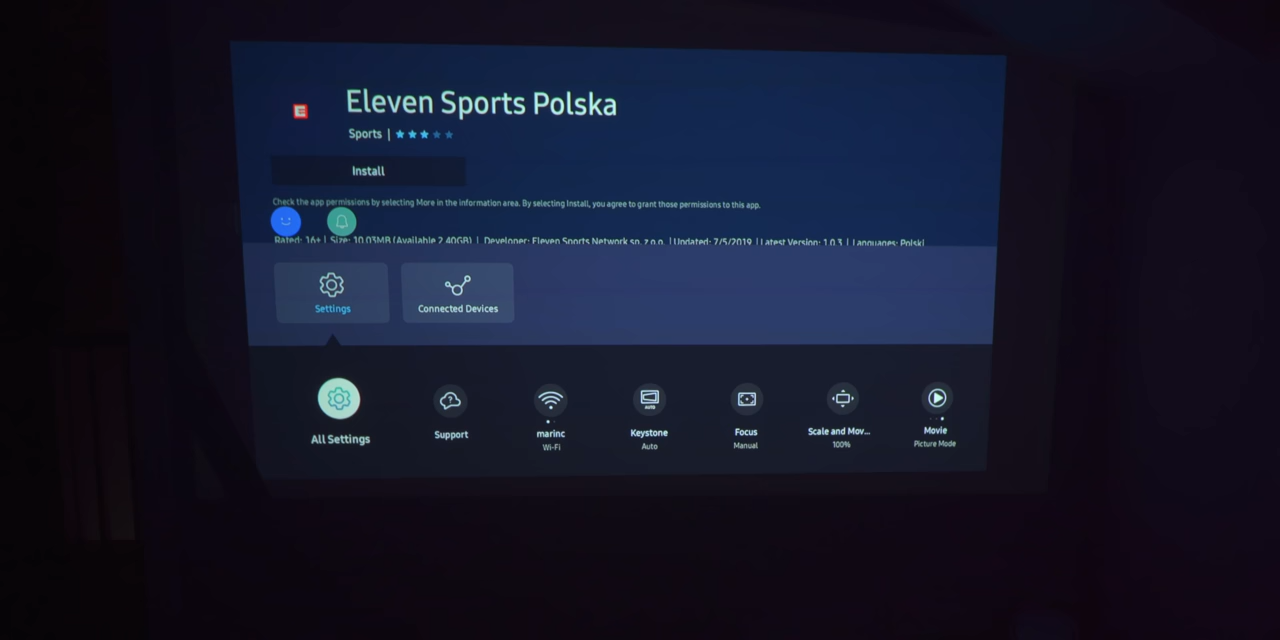 E
Eleven Sports Polska
Sports |
Install
Check the app permissions by selecting More in the information area. By selecting Install, you agree to grant those permissions to this app.
Rated: 16+ | Size: 10.03MB (Available 2.40GB) | Developer: Eleven Sports Network sp. z o.o. | Updated: 7/5/2019 | Latest Version: 1.0.3 | Languages: Polski
Settings
Connected Devices
?
AUTO
All Settings
Support
marinc
Wi-Fi
Keystone
Auto
Focus
Manual
Scale and Mov...
100%
Movie
Picture Mode